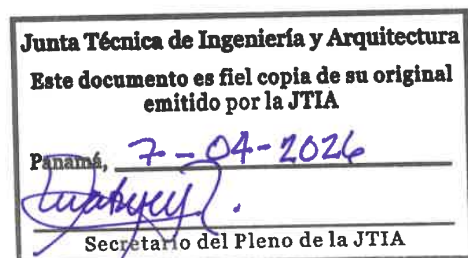 Junta Técnica de Ingeniería y Arquitectura
Este documento es fiel copia de su original
emitido por la JTIA
Panamá, 7-04-2026
Secretario del Pleno de la JTIA